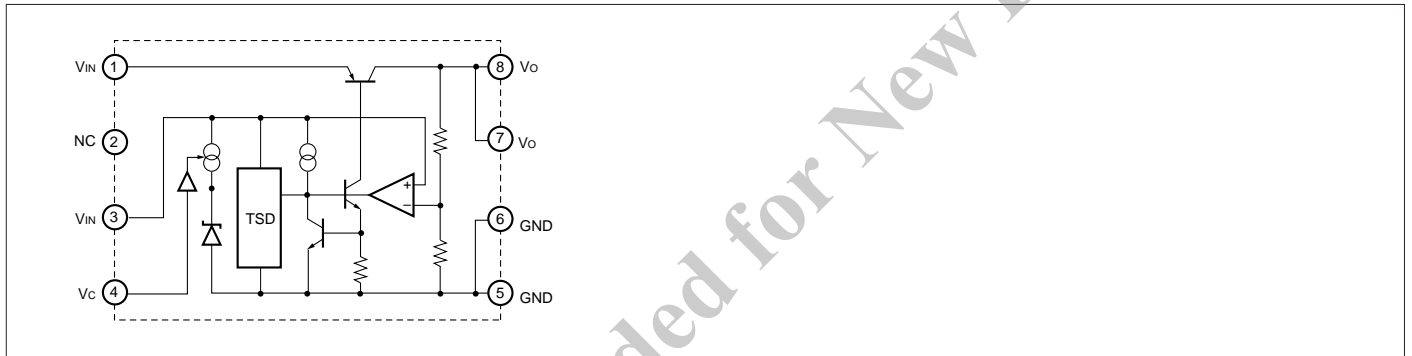 VIN 1
8 VO
NC 2
7 VO
+
−
VIN 3
TSD
6 GND
VC 4
5 GND
ded for New